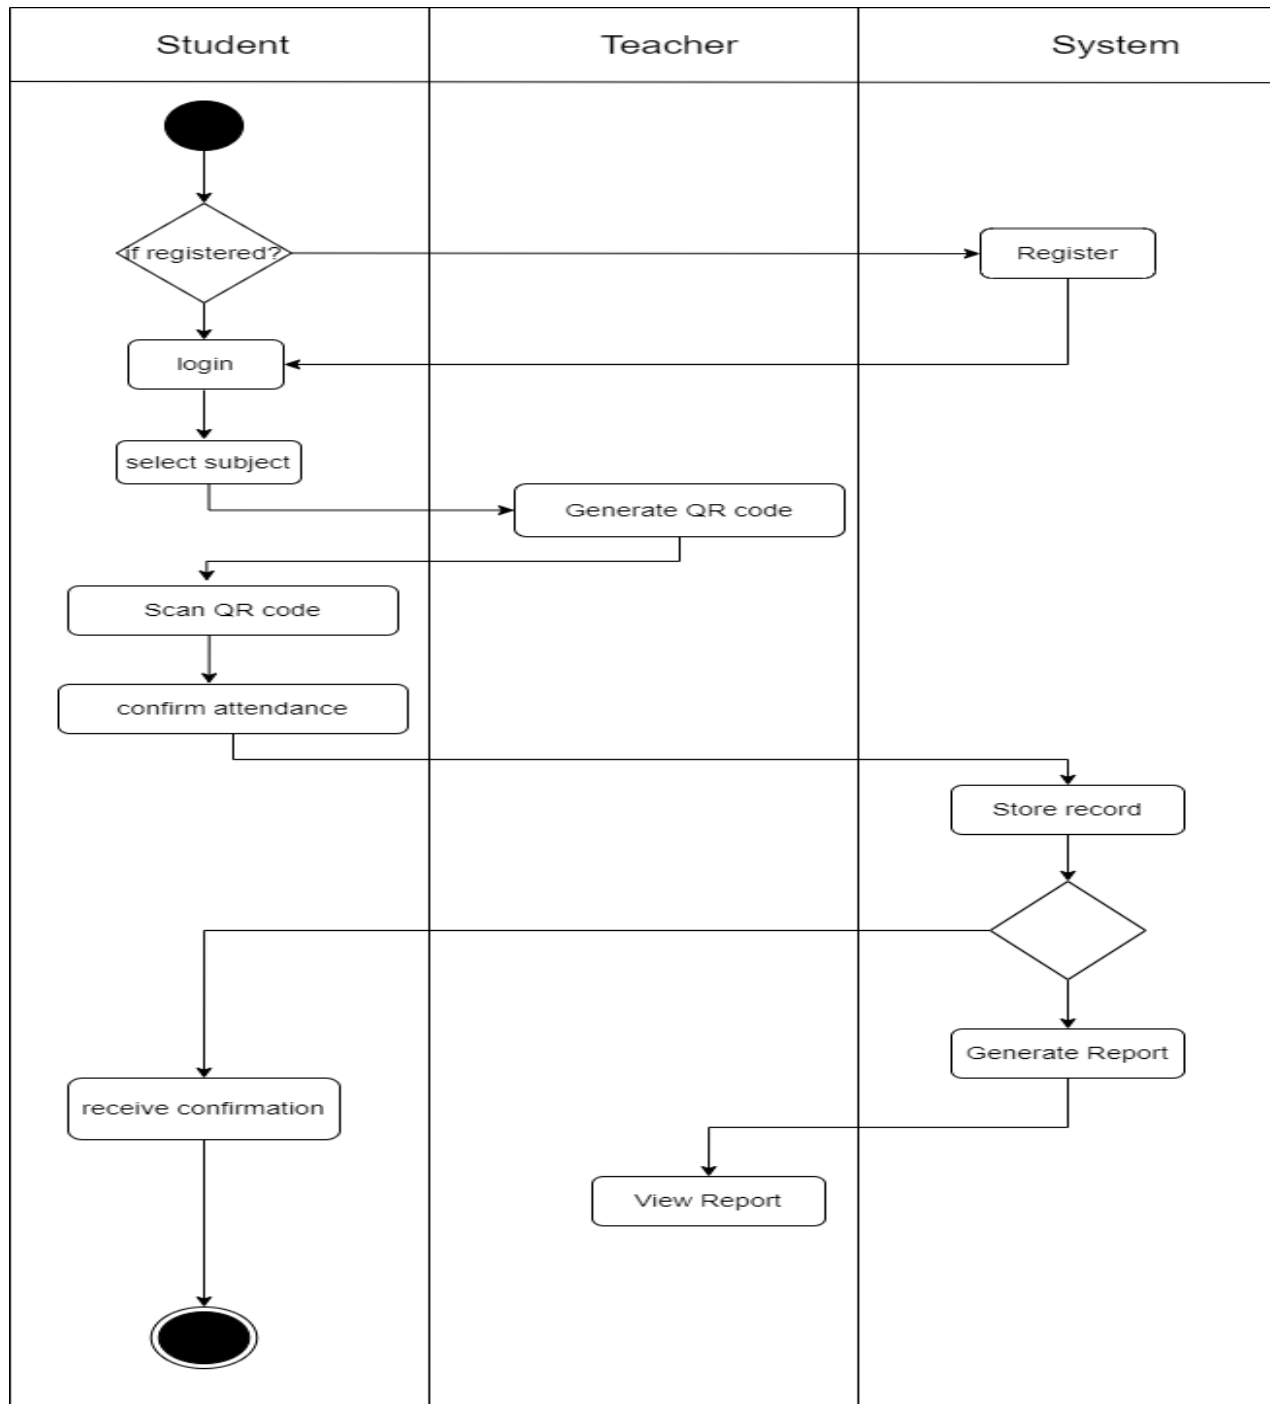 Student
Teacher
System
if registered?
Register
login
select subject
Generate QR code
Scan QR code
confirm attendance
Store record
Generate Report
receive confirmation
View Report